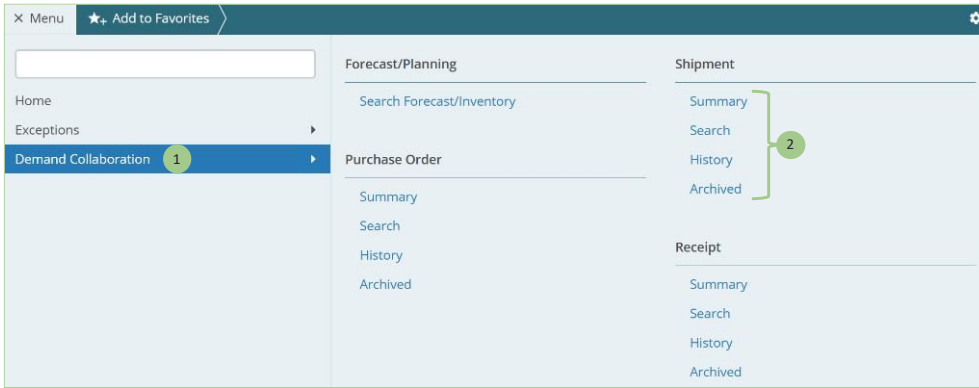 × Menu
★+ Add to Favorites
Home
Exceptions
Demand Collaboration 1
Forecast/Planning
Search Forecast/Inventory
Purchase Order
Summary
Search
History
Archived
Shipment
Summary
Search
History
Archived
2
Receipt
Summary
Search
History
Archived